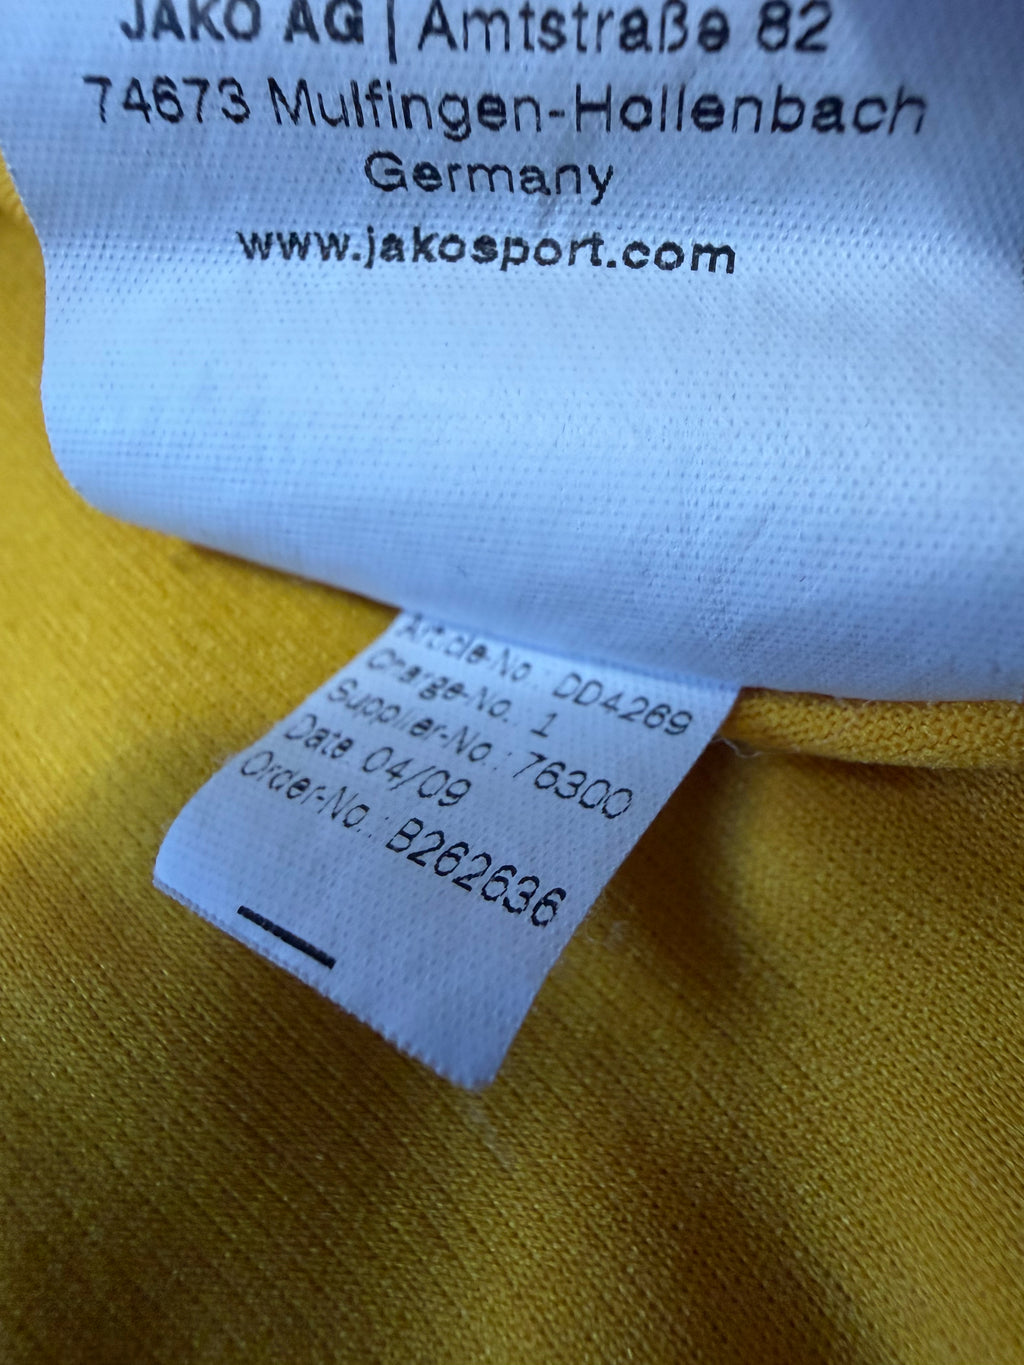 JAKO AG | Amtstraße 82
74673 Mulfingen-Hollenbach
Germany
www.jakosport.com
Article-No.: DD4269
Charge-No.: 1
Supplier-No.: 76300
Date: 04/09
Order-No.: B262636